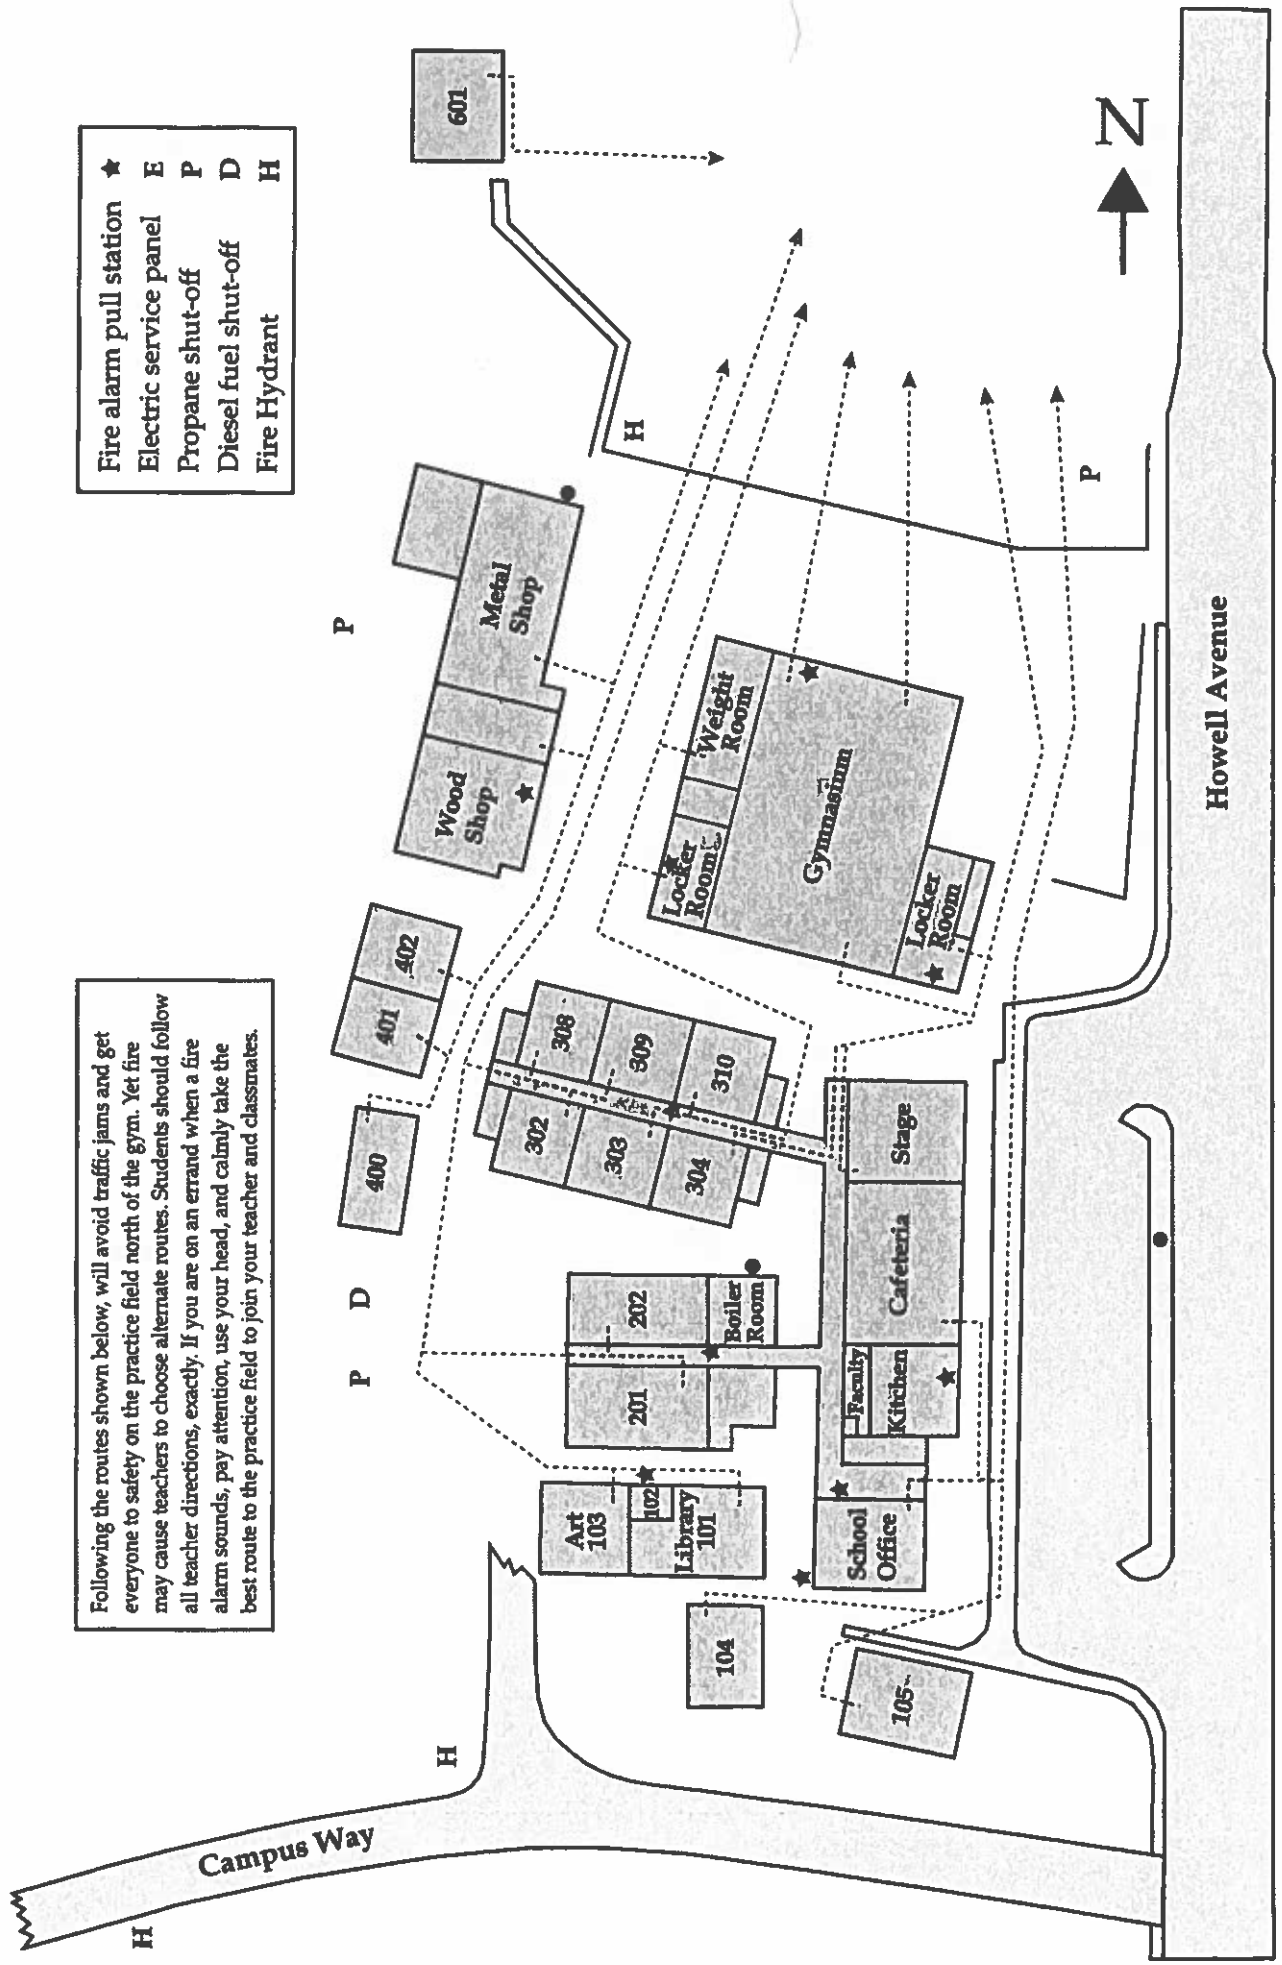 Following the routes shown below, will avoid traffic jams and get
everyone to safety on the practice field north of the gym. Yet fire
may cause teachers to choose alternate routes. Students should follow
all teacher directions, exactly. If you are on an errand when a fire
alarm sounds, pay attention, use your head, and calmly take the
best route to the practice field to join your teacher and classmates.
Fire alarm pull station ★
Electric service panel E
Propane shut-off P
Diesel fuel shut-off D
Fire Hydrant H
H
Campus Way
H
P
D
P
400
401
402
Wood
Shop
Metal
Shop
601
H
Art
103
102
Library
101
201
202
Boiler
Room
302
303
304
308
309
310
Locker
Room
Weight
Room
Gymnasium
Locker
Room
104
105
School
Office
Faculty
Kitchen
Cafeteria
Stage
P
N
Howell Avenue